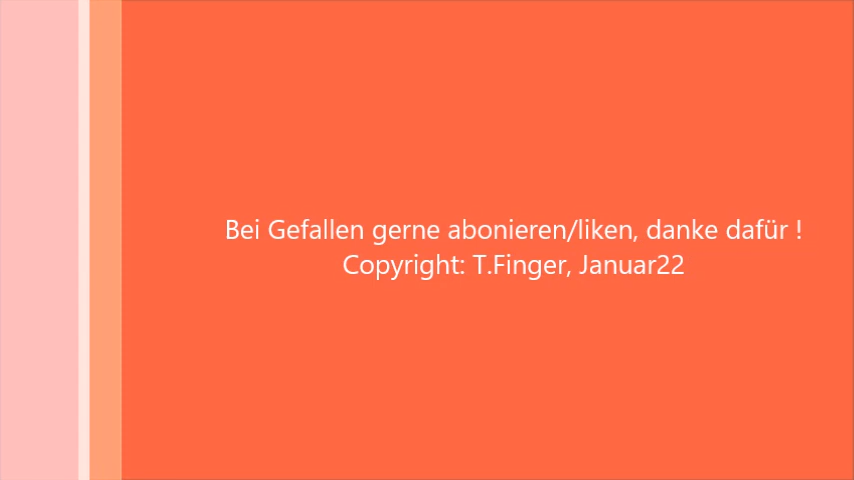 Bei Gefallen gerne abonieren/liken, danke dafür !
Copyright: T.Finger, Januar22